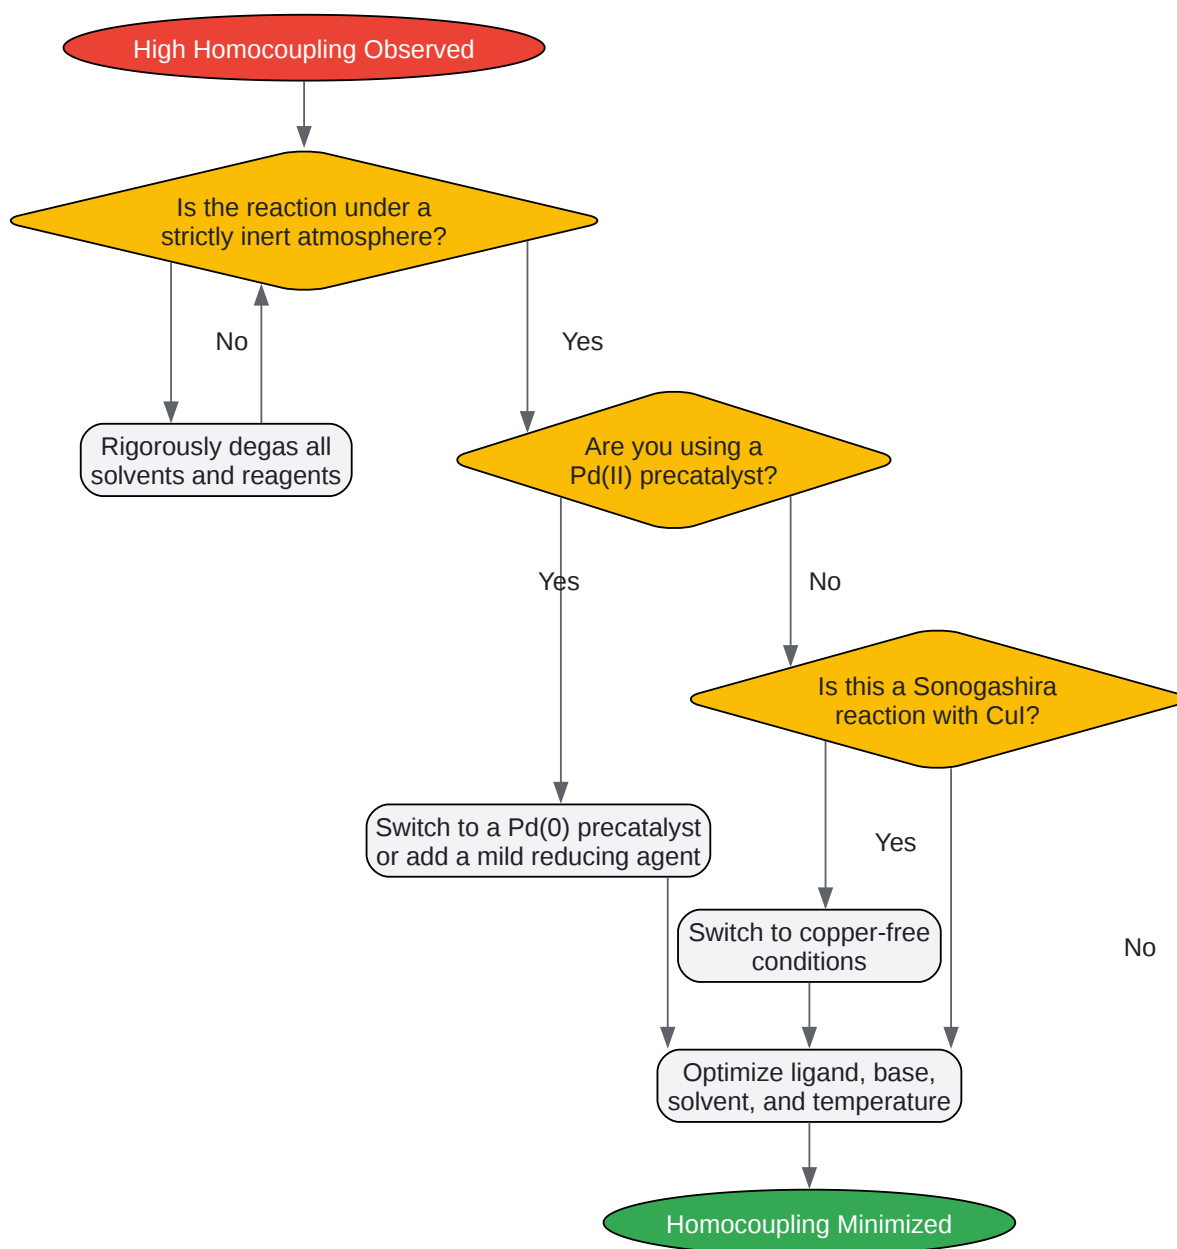 High Homocoupling Observed
Is the reaction under a
strictly inert atmosphere?
No
Yes
Rigorously degas all
solvents and reagents
Are you using a
Pd(II) precatalyst?
Yes
No
Is this a Sonogashira
reaction with CuI?
Switch to a Pd(0) precatalyst
or add a mild reducing agent
Yes
Switch to copper-free
conditions
No
Optimize ligand, base,
solvent, and temperature
Homocoupling Minimized